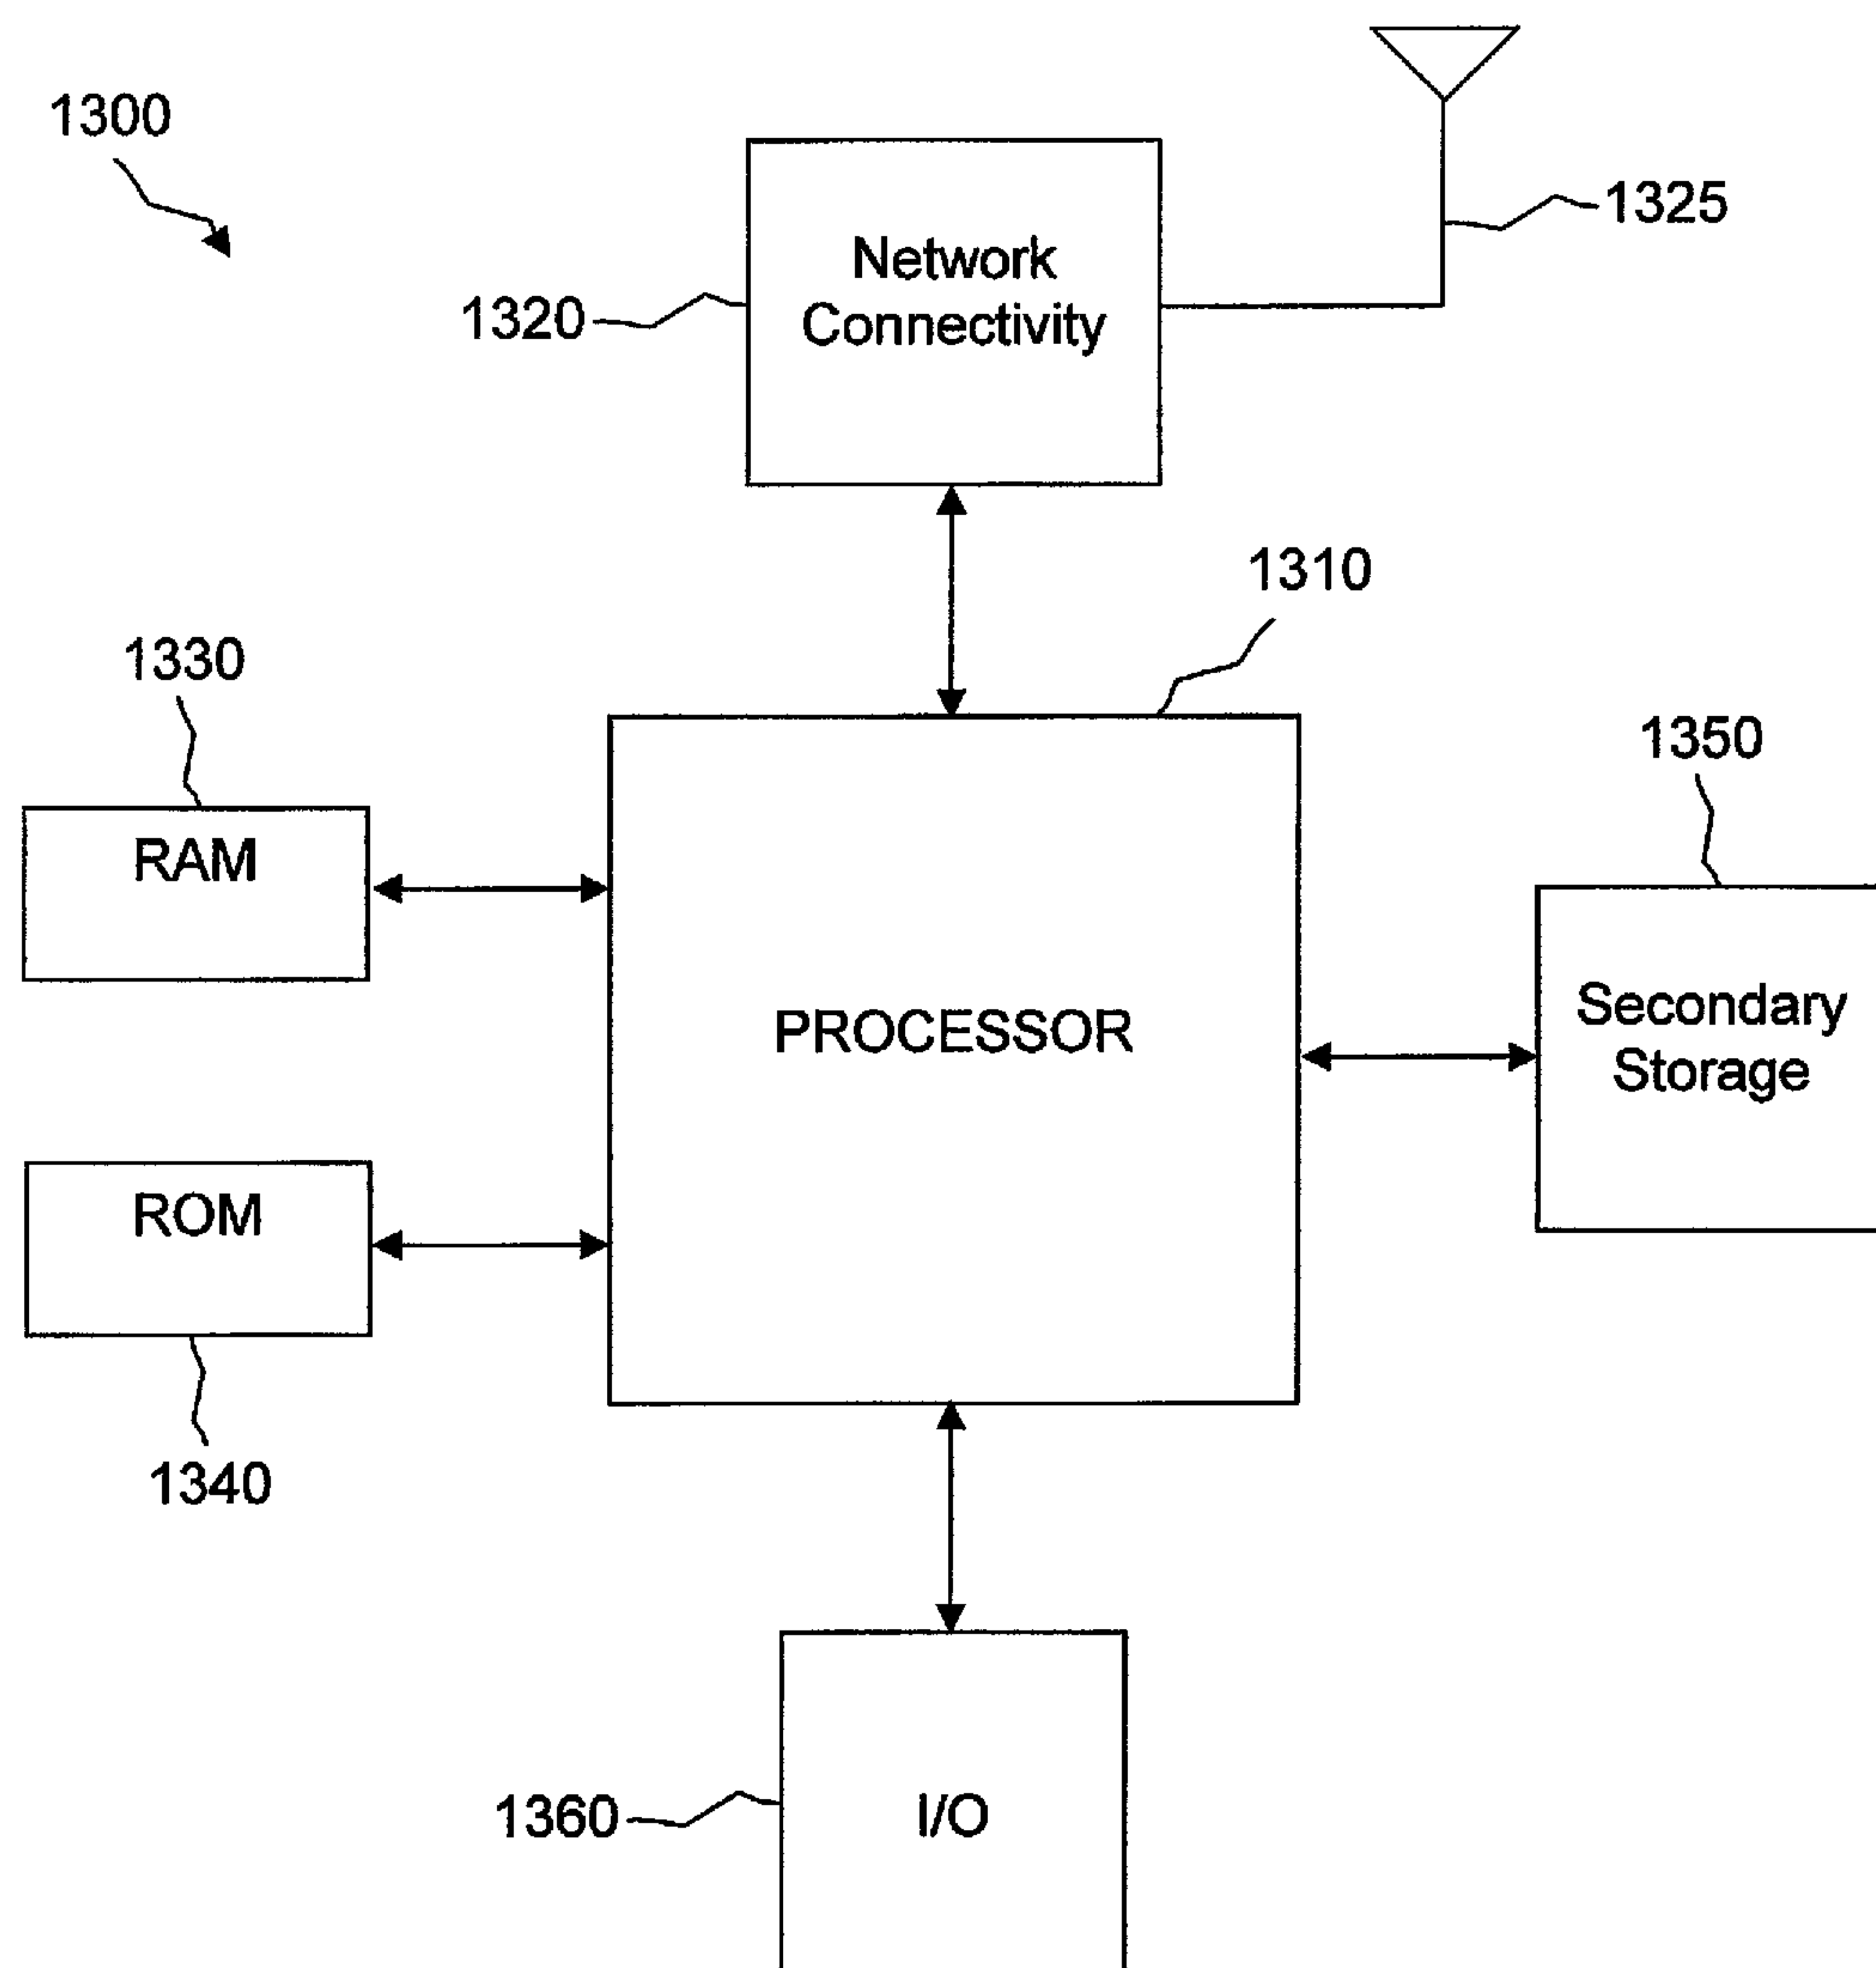 1300
1325
Network
Connectivity
1320
1310
1330
1350
RAM
Secondary
Storage
PROCESSOR
ROM
1340
1360
I/O